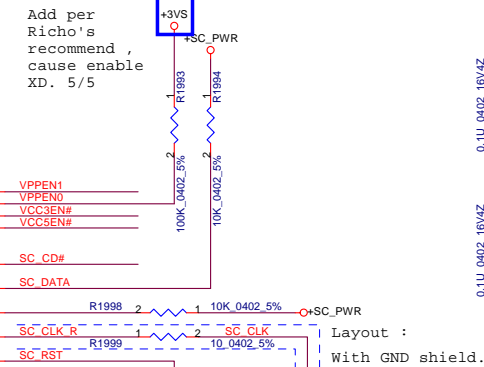 Add per
Richo's
recommend ,
cause enable
XD. 5/5
+3VS
+SC_PWR
1
R1993
2
100K_0402_5%
1
R1994
2
10K_0402_5%
0.1U_0402_16V4Z
0.1U_0402_16V4Z
VPPEN1
VPPEN0
VCC3EN#
VCC5EN#
SC_CD#
SC_DATA
R1998 2 1 10K_0402_5% +SC_PWR
SC_CLK_R 1 2 SC_CLK
R1999 10_0402_5%
SC_RST
Layout :
With GND shield.